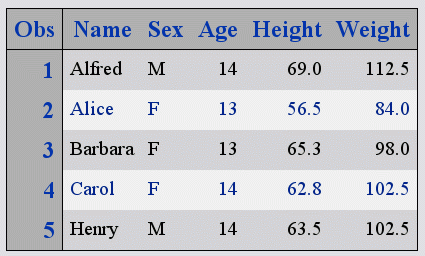 Obs Name Sex Age Height Weight
1 Alfred M 14 69.0 112.5
2 Alice F 13 56.5 84.0
3 Barbara F 13 65.3 98.0
4 Carol F 14 62.8 102.5
5 Henry M 14 63.5 102.5